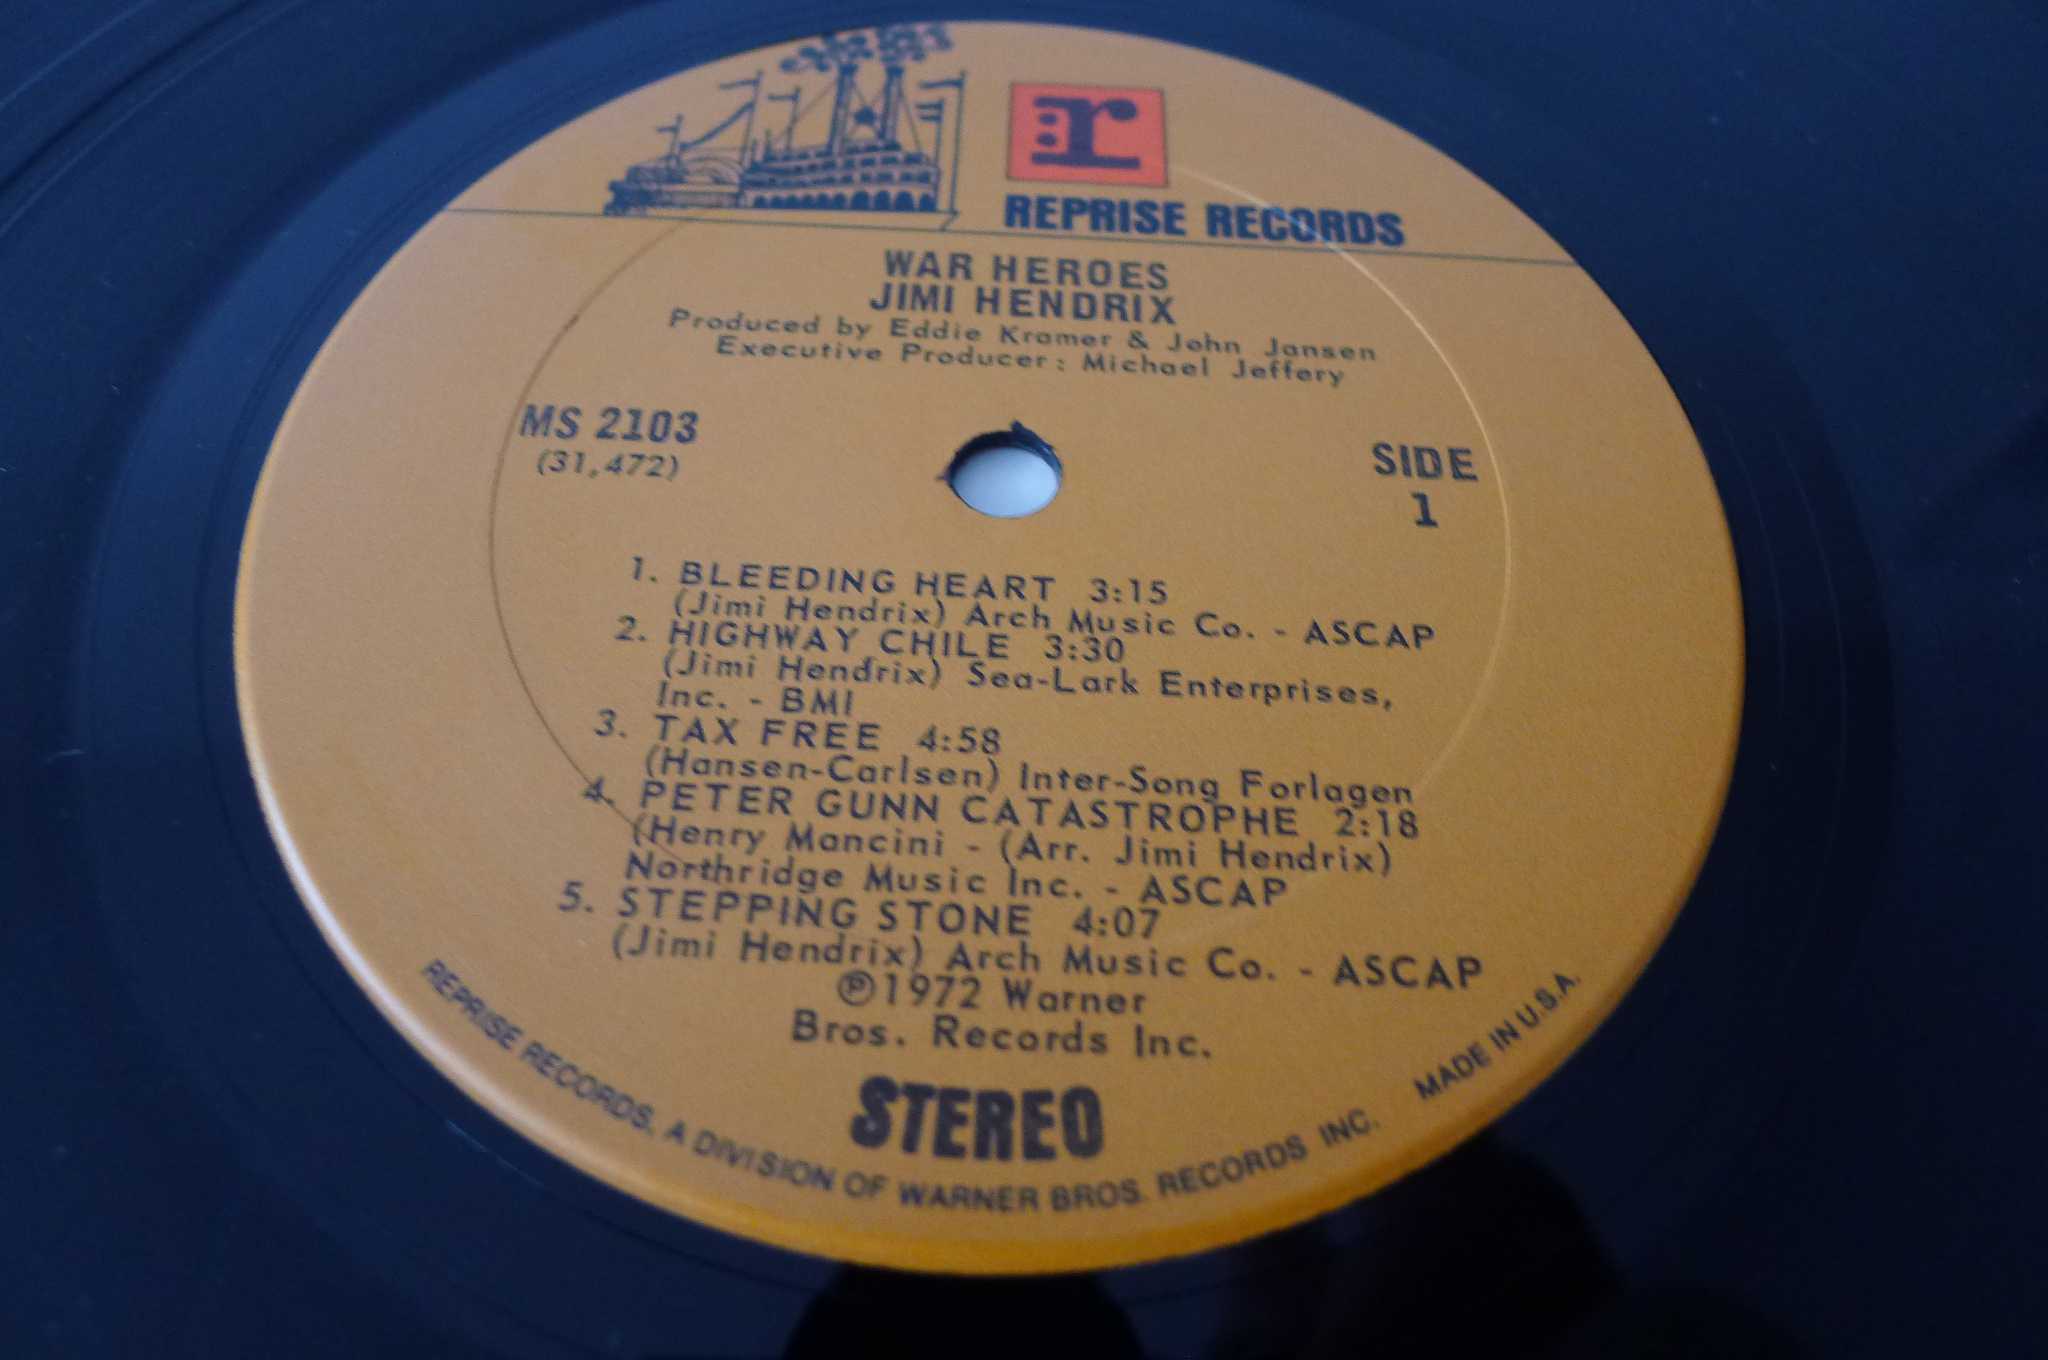 r:
REPRISE RECORDS
WAR HEROES
JIMI HENDRIX
Produced by Eddie Kramer & John Jansen
Executive Producer: Michael Jeffery
MS 2103
(31,472)
SIDE
1
1. BLEEDING HEART 3:15
(Jimi Hendrix) Arch Music Co. - ASCAP
2. HIGHWAY CHILE 3:30
(Jimi Hendrix) Sea-Lark Enterprises,
Inc. - BMI
3. TAX FREE 4:58
(Hansen-Carlsen) Inter-Song Forlagen
4. PETER GUNN CATASTROPHE 2:18
(Henry Mancini - (Arr. Jimi Hendrix)
Northridge Music Inc. - ASCAP
5. STEPPING STONE 4:07
(Jimi Hendrix) Arch Music Co. - ASCAP
℗1972 Warner
Bros. Records Inc.
STEREO
REPRISE RECORDS, A DIVISION OF WARNER BROS. RECORDS INC. MADE IN U.S.A.